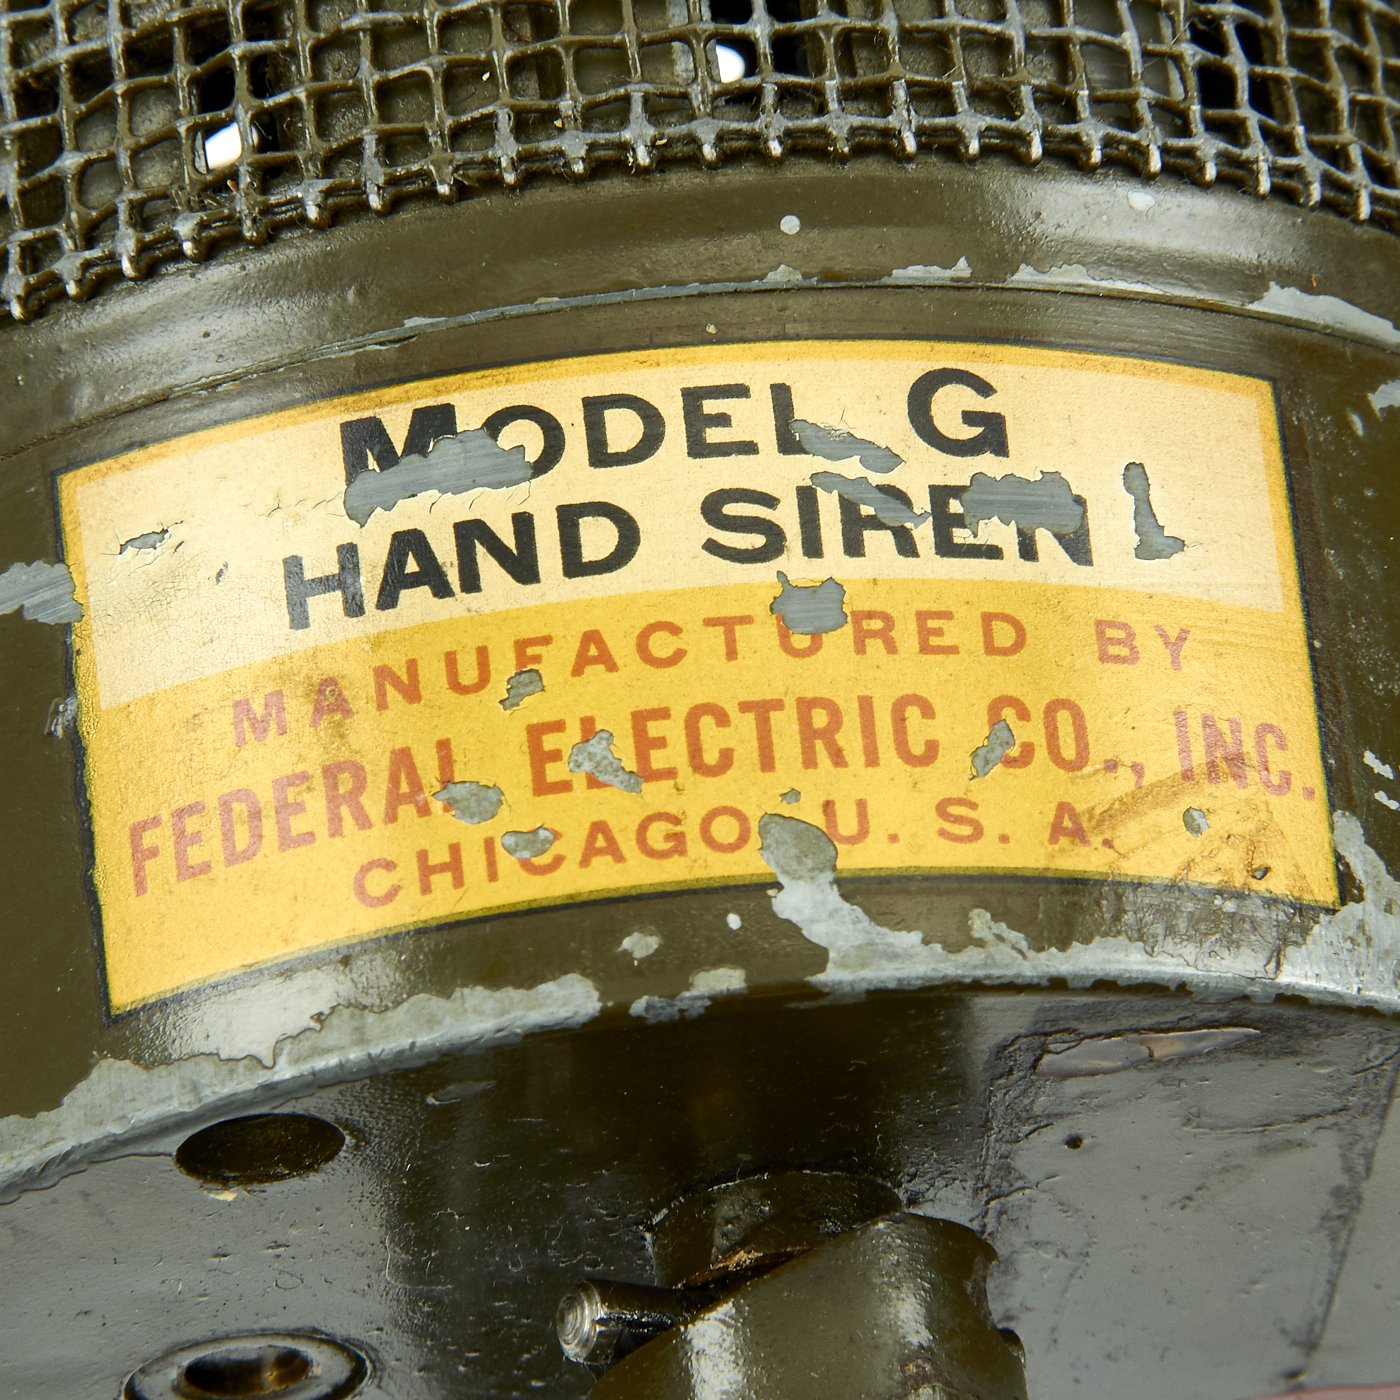 MODEL G
HAND SIREN
MANUFACTURED BY
FEDERAL ELECTRIC CO., INC.
CHICAGO U. S. A.